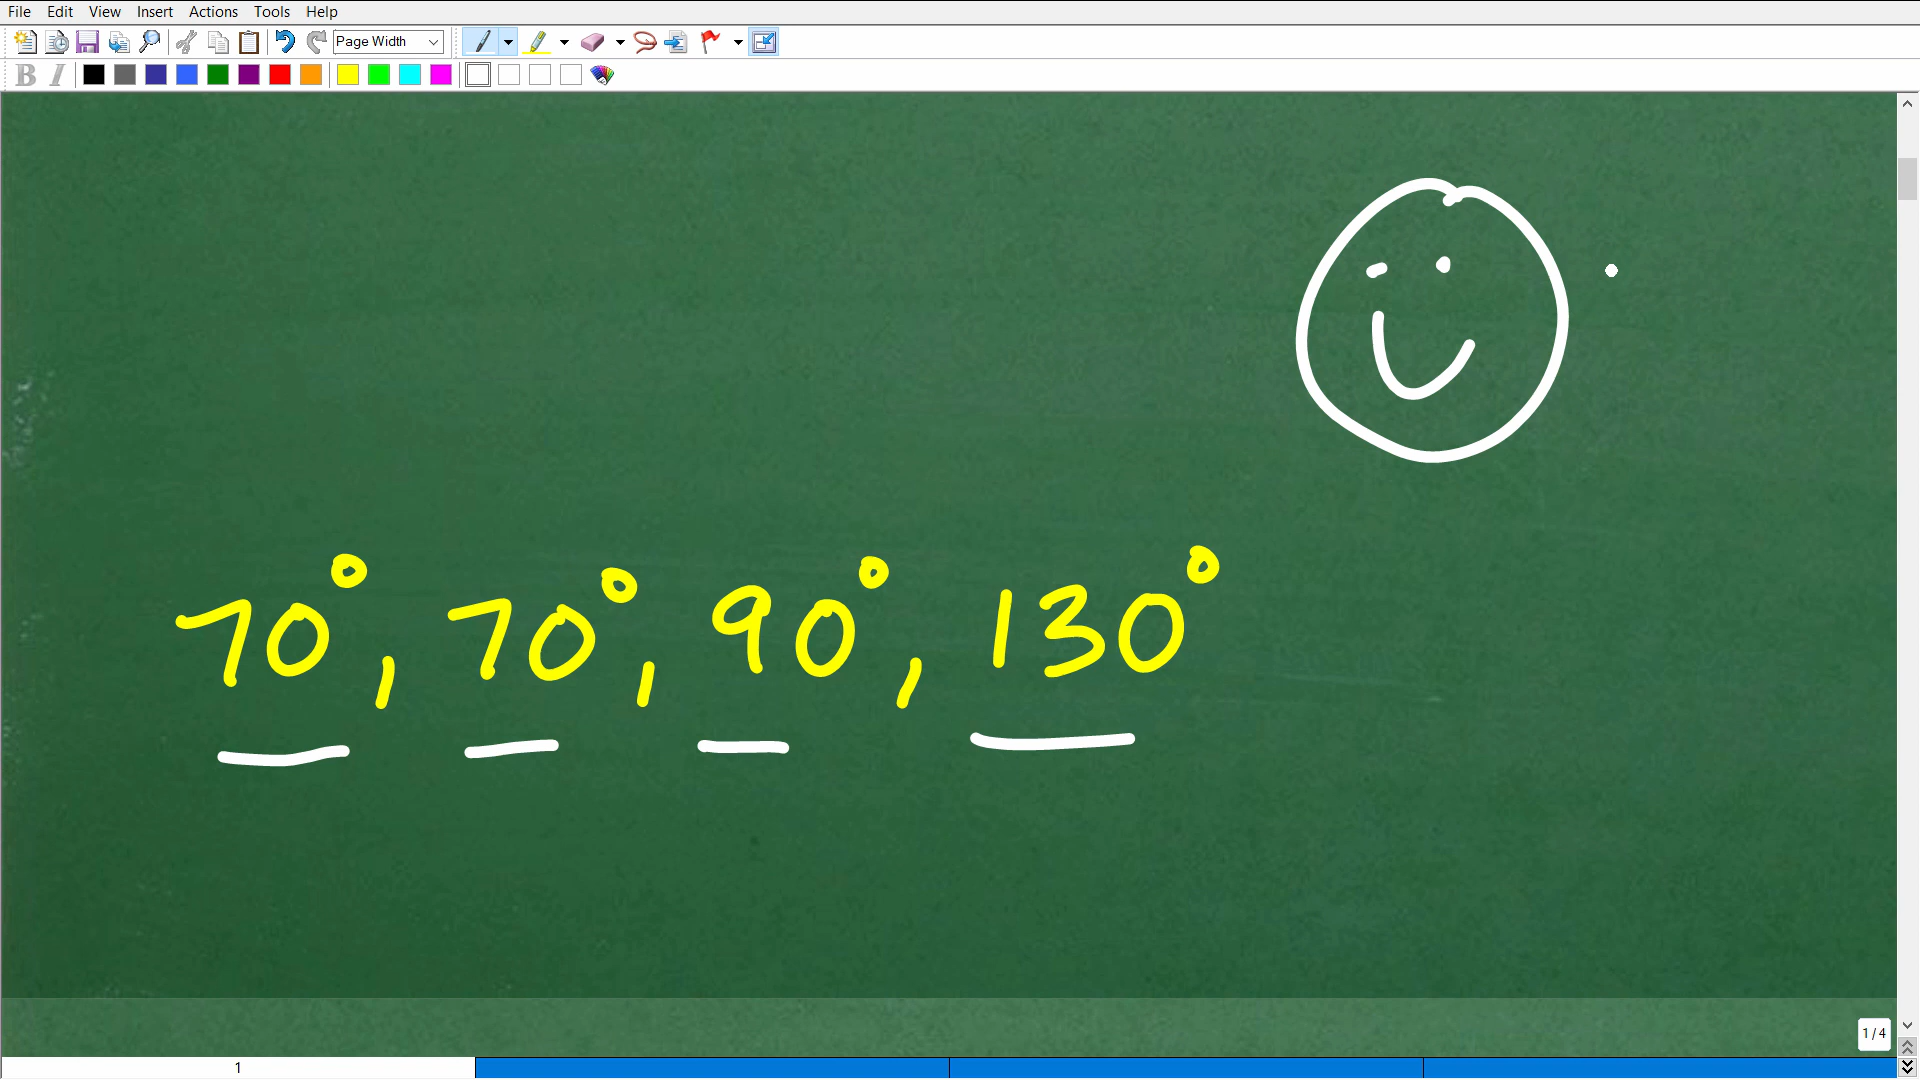 File Edit View Insert Actions Tools Help
Page Width
B I
70°, 70°, 90°, 130°
1 / 4
1